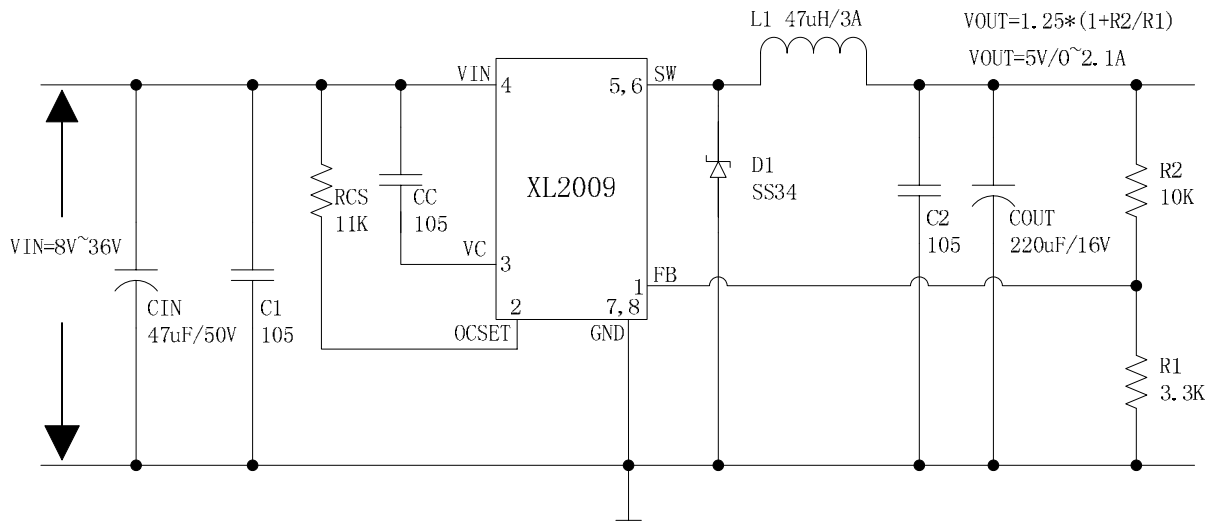 L1 47uH/3A
VOUT=1.25*(1+R2/R1)
VOUT=5V/0~2.1A
VIN
4
5,6
SW
XL2009
D1
SS34
RCS
11K
CC
105
R2
10K
C2
105
COUT
220uF/16V
VIN=8V~36V
VC
3
FB
1
2
7,8
OCSET
GND
CIN
47uF/50V
C1
105
R1
3.3K